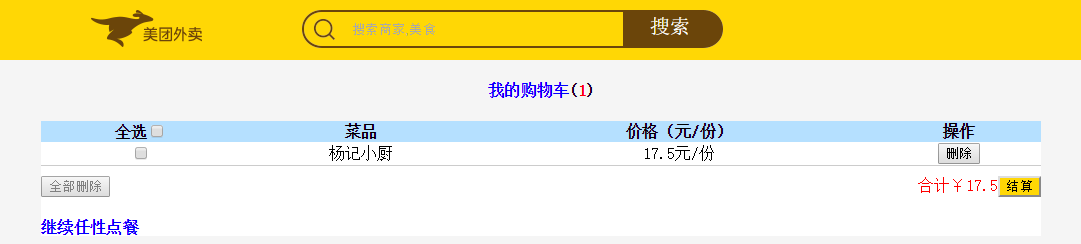 美团外卖 搜索商家,美食 搜索
我的购物车(1)
全选 菜品 价格（元/份） 操作
杨记小厨 17.5元/份 删除
全部删除 合计￥17.5 结算
继续任性点餐